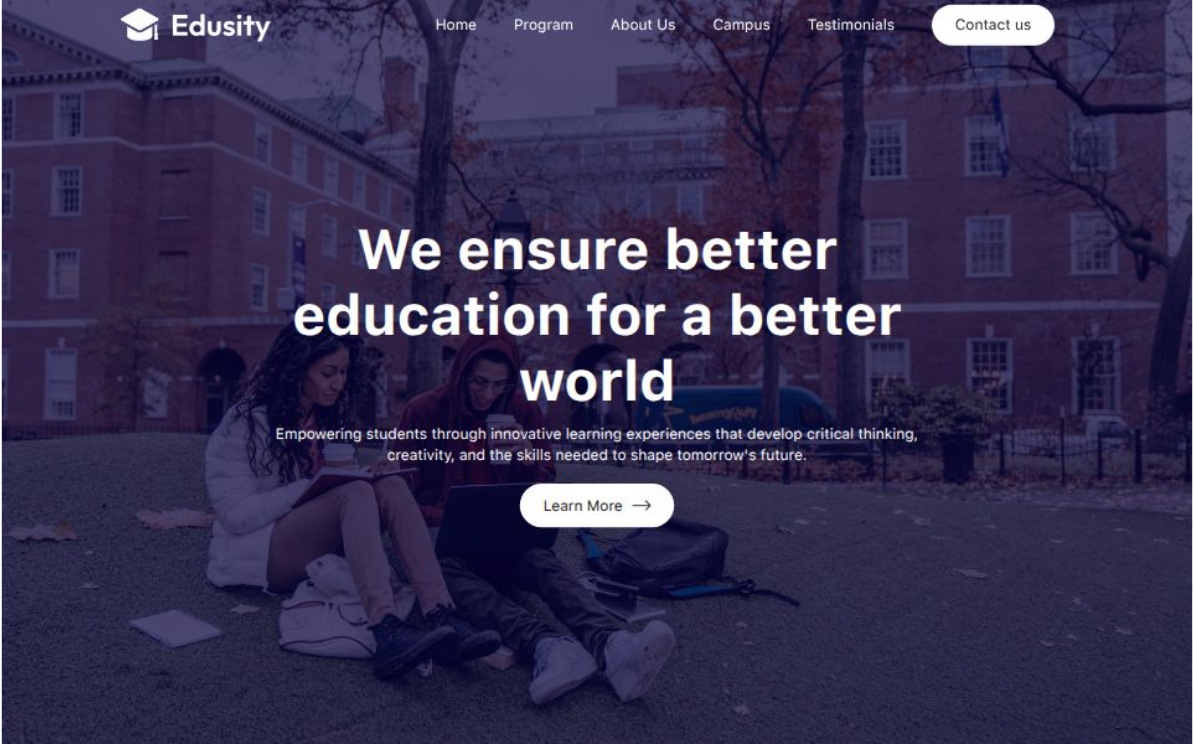 Edusity
Home Program About Us Campus Testimonials Contact us
We ensure better
education for a better
world
Empowering students through innovative learning experiences that develop critical thinking,
creativity, and the skills needed to shape tomorrow's future.
Learn More →